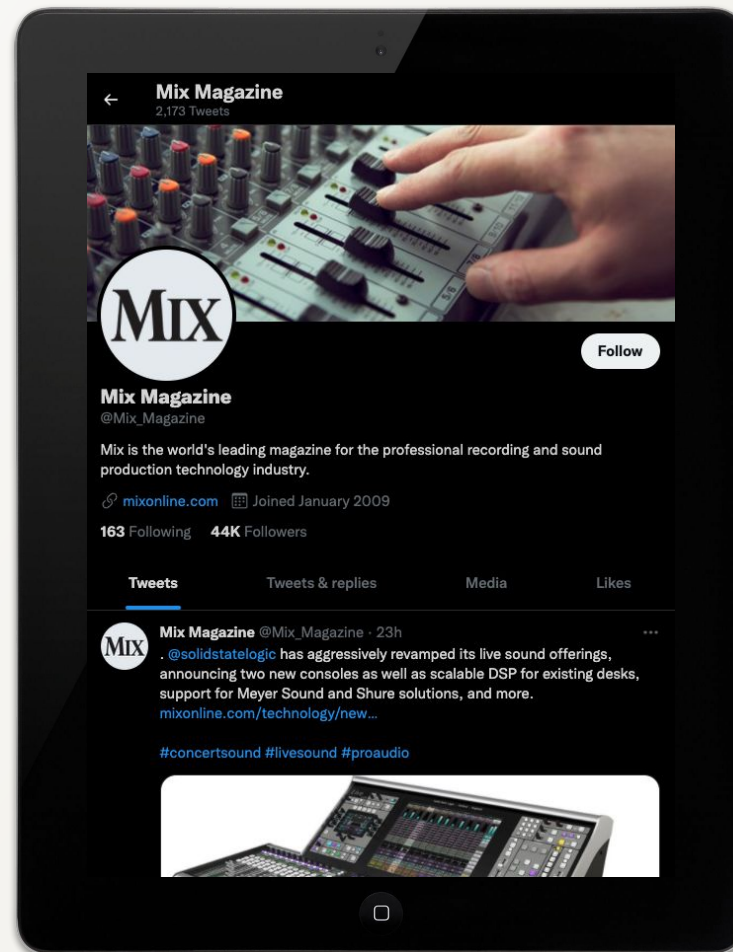 Mix Magazine
2,173 Tweets
MIX
Follow
Mix Magazine
@Mix_Magazine
Mix is the world's leading magazine for the professional recording and sound
production technology industry.
mixonline.com Joined January 2009
163 Following 44K Followers
Tweets Tweets & replies Media Likes
MIX
Mix Magazine @Mix_Magazine · 23h
. @solidstatelogic has aggressively revamped its live sound offerings,
announcing two new consoles as well as scalable DSP for existing desks,
support for Meyer Sound and Shure solutions, and more.
mixonline.com/technology/new...
#concertsound #livesound #proaudio